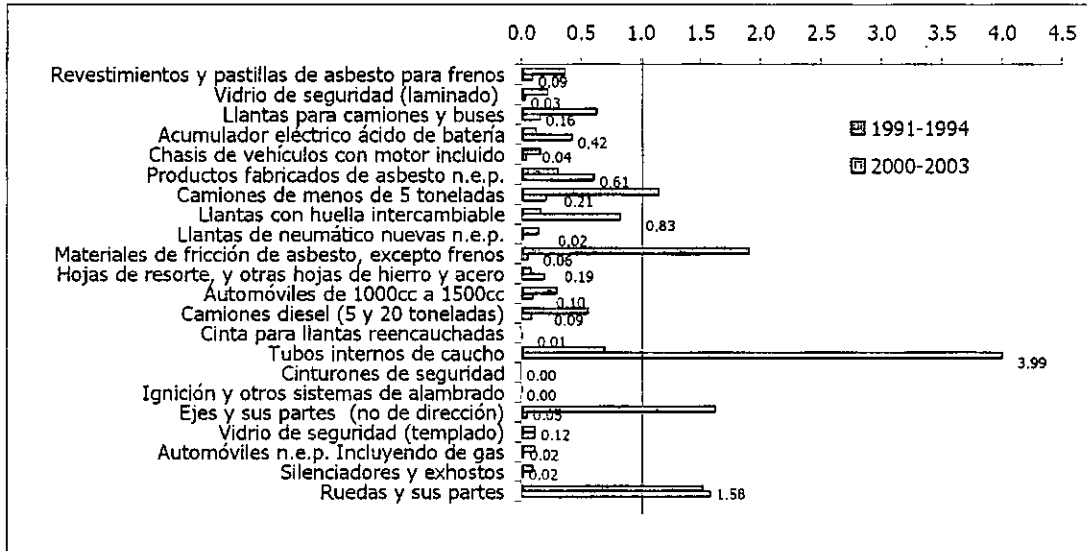 0.0 0.5 1.0 1.5 2.0 2.5 3.0 3.5 4.0 4.5
Revestimientos y pastillas de asbesto para frenos 0.09
Vidrio de seguridad (laminado) 0.03
Llantas para camiones y buses 0.16
Acumulador eléctrico ácido de batería 0.42
Chasis de vehículos con motor incluido 0.04
Productos fabricados de asbesto n.e.p. 0.61
Camiones de menos de 5 toneladas 0.21
Llantas con huella intercambiable 0.83
Llantas de neumático nuevas n.e.p. 0.02
Materiales de fricción de asbesto, excepto frenos 0.06
Hojas de resorte, y otras hojas de hierro y acero 0.19
Automóviles de 1000cc a 1500cc 0.10
Camiones diesel (5 y 20 toneladas) 0.09
Cinta para llantas reencauchadas 0.01
Tubos internos de caucho 3.99
Cinturones de seguridad 0.00
Ignición y otros sistemas de alambrado 0.00
Ejes y sus partes (no de dirección)
Vidrio de seguridad (templado) 0.12
Automóviles n.e.p. Incluyendo de gas 0.02
Silenciadores y exhostos 0.02
Ruedas y sus partes 1.58
1991-1994
2000-2003